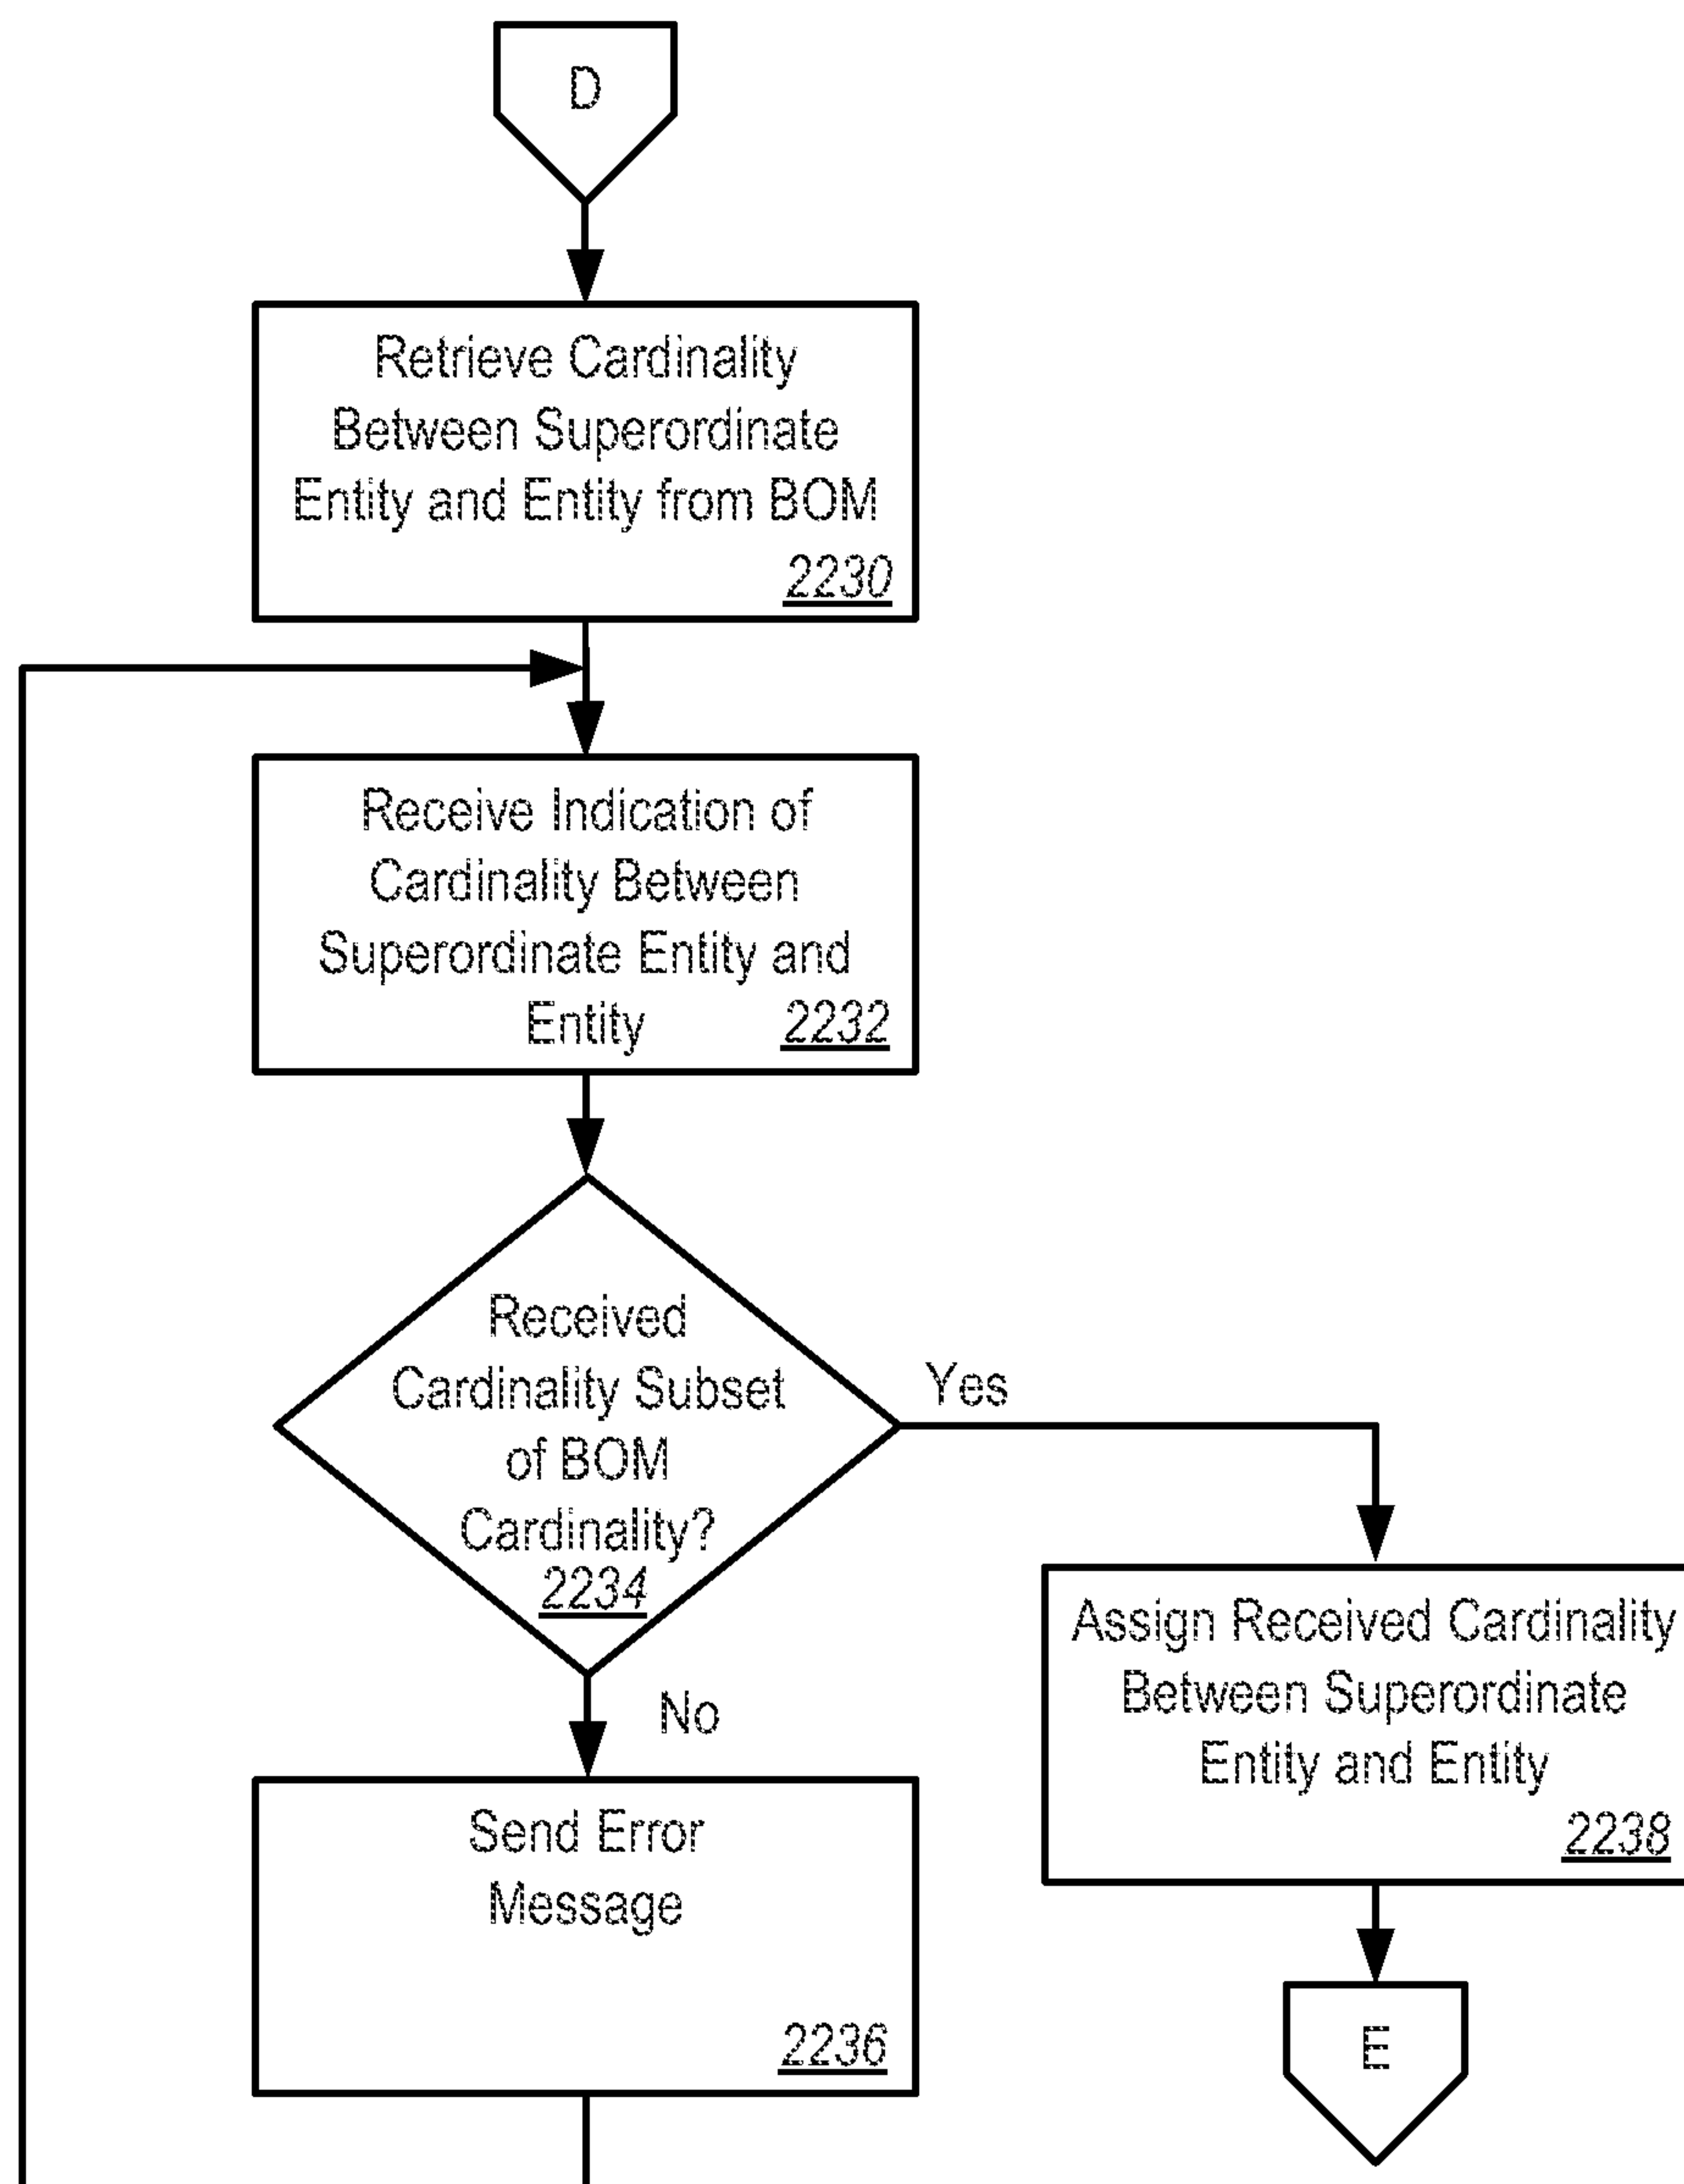 D
Retrieve Cardinality
Between Superordinate
Entity and Entity from BOM
2230
Receive Indication of
Cardinality Between
Superordinate Entity and
Entity 2232
Received
Cardinality Subset
of BOM
Cardinality?
2234
Yes
No
Send Error
Message
2236
Assign Received Cardinality
Between Superordinate
Entity and Entity
2238
E